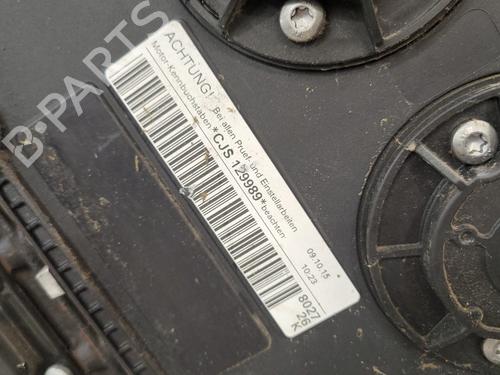 B-PARTS
ACHTUNG! Bei allen Pruef- und Einstellarbeiten
Motor-Kennbuchstaben *CJS 129989* beachten
09.10.15
10:23
8027
26
K